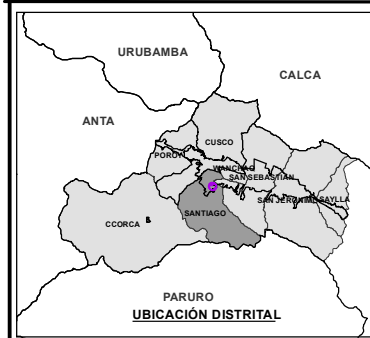 URUBAMBA
CALCA
ANTA
CUSCO
POROY
WANCHAQ
SAN SEBASTIAN
SAN JERONIMO
SAYLLA
SANTIAGO
CCORCA
PARURO
UBICACIÓN DISTRITAL